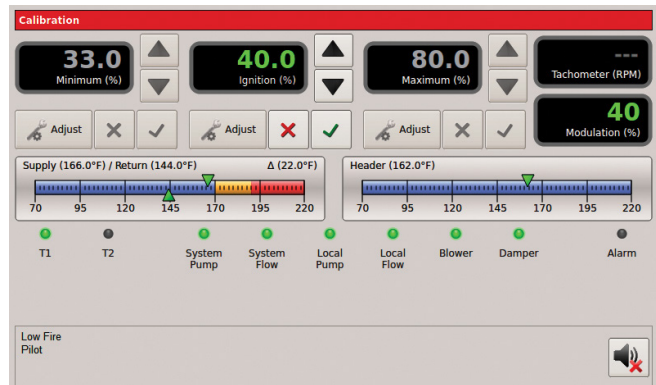 Calibration
33.0
Minimum (%)
40.0
Ignition (%)
80.0
Maximum (%)
---
Tachometer (RPM)
Adjust
Adjust
Adjust
40
Modulation (%)
Supply (166.0°F) / Return (144.0°F) Δ (22.0°F)
70 95 120 145 170 195 220
Header (162.0°F)
70 95 120 145 170 195 220
T1
T2
System
Pump
System
Flow
Local
Pump
Local
Flow
Blower
Damper
Alarm
Low Fire
Pilot